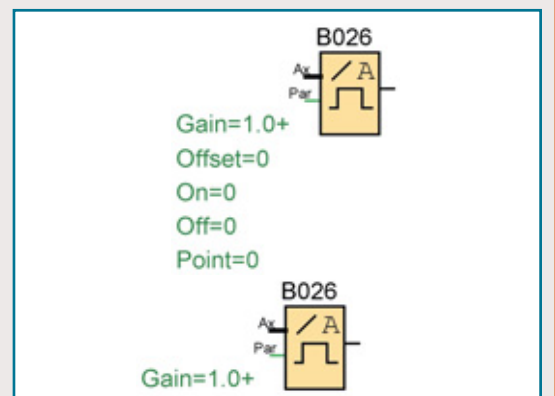 B026
Ax
A
Par
Gain=1.0+
Offset=0
On=0
Off=0
Point=0
B026
Ax
A
Par
Gain=1.0+